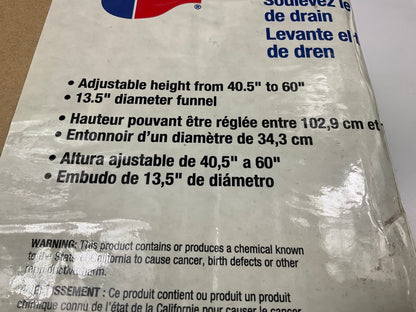 ®
Soulevez le
de drain
Levante el
de dren
• Adjustable height from 40.5" to 60"
• 13.5" diameter funnel
• Hauteur pouvant être réglée entre 102,9 cm et
• Entonnoir d'un diamètre de 34,3 cm
• Altura ajustable de 40,5" a 60"
• Embudo de 13,5" de diámetro
WARNING: This product contains or produces a chemical known
to the State of California to cause cancer, birth defects or other
reproductive harm.
AVERTISSEMENT : Ce produit contient ou produit un produit
chimique connu de l'état de la Californie pour causer le cancer